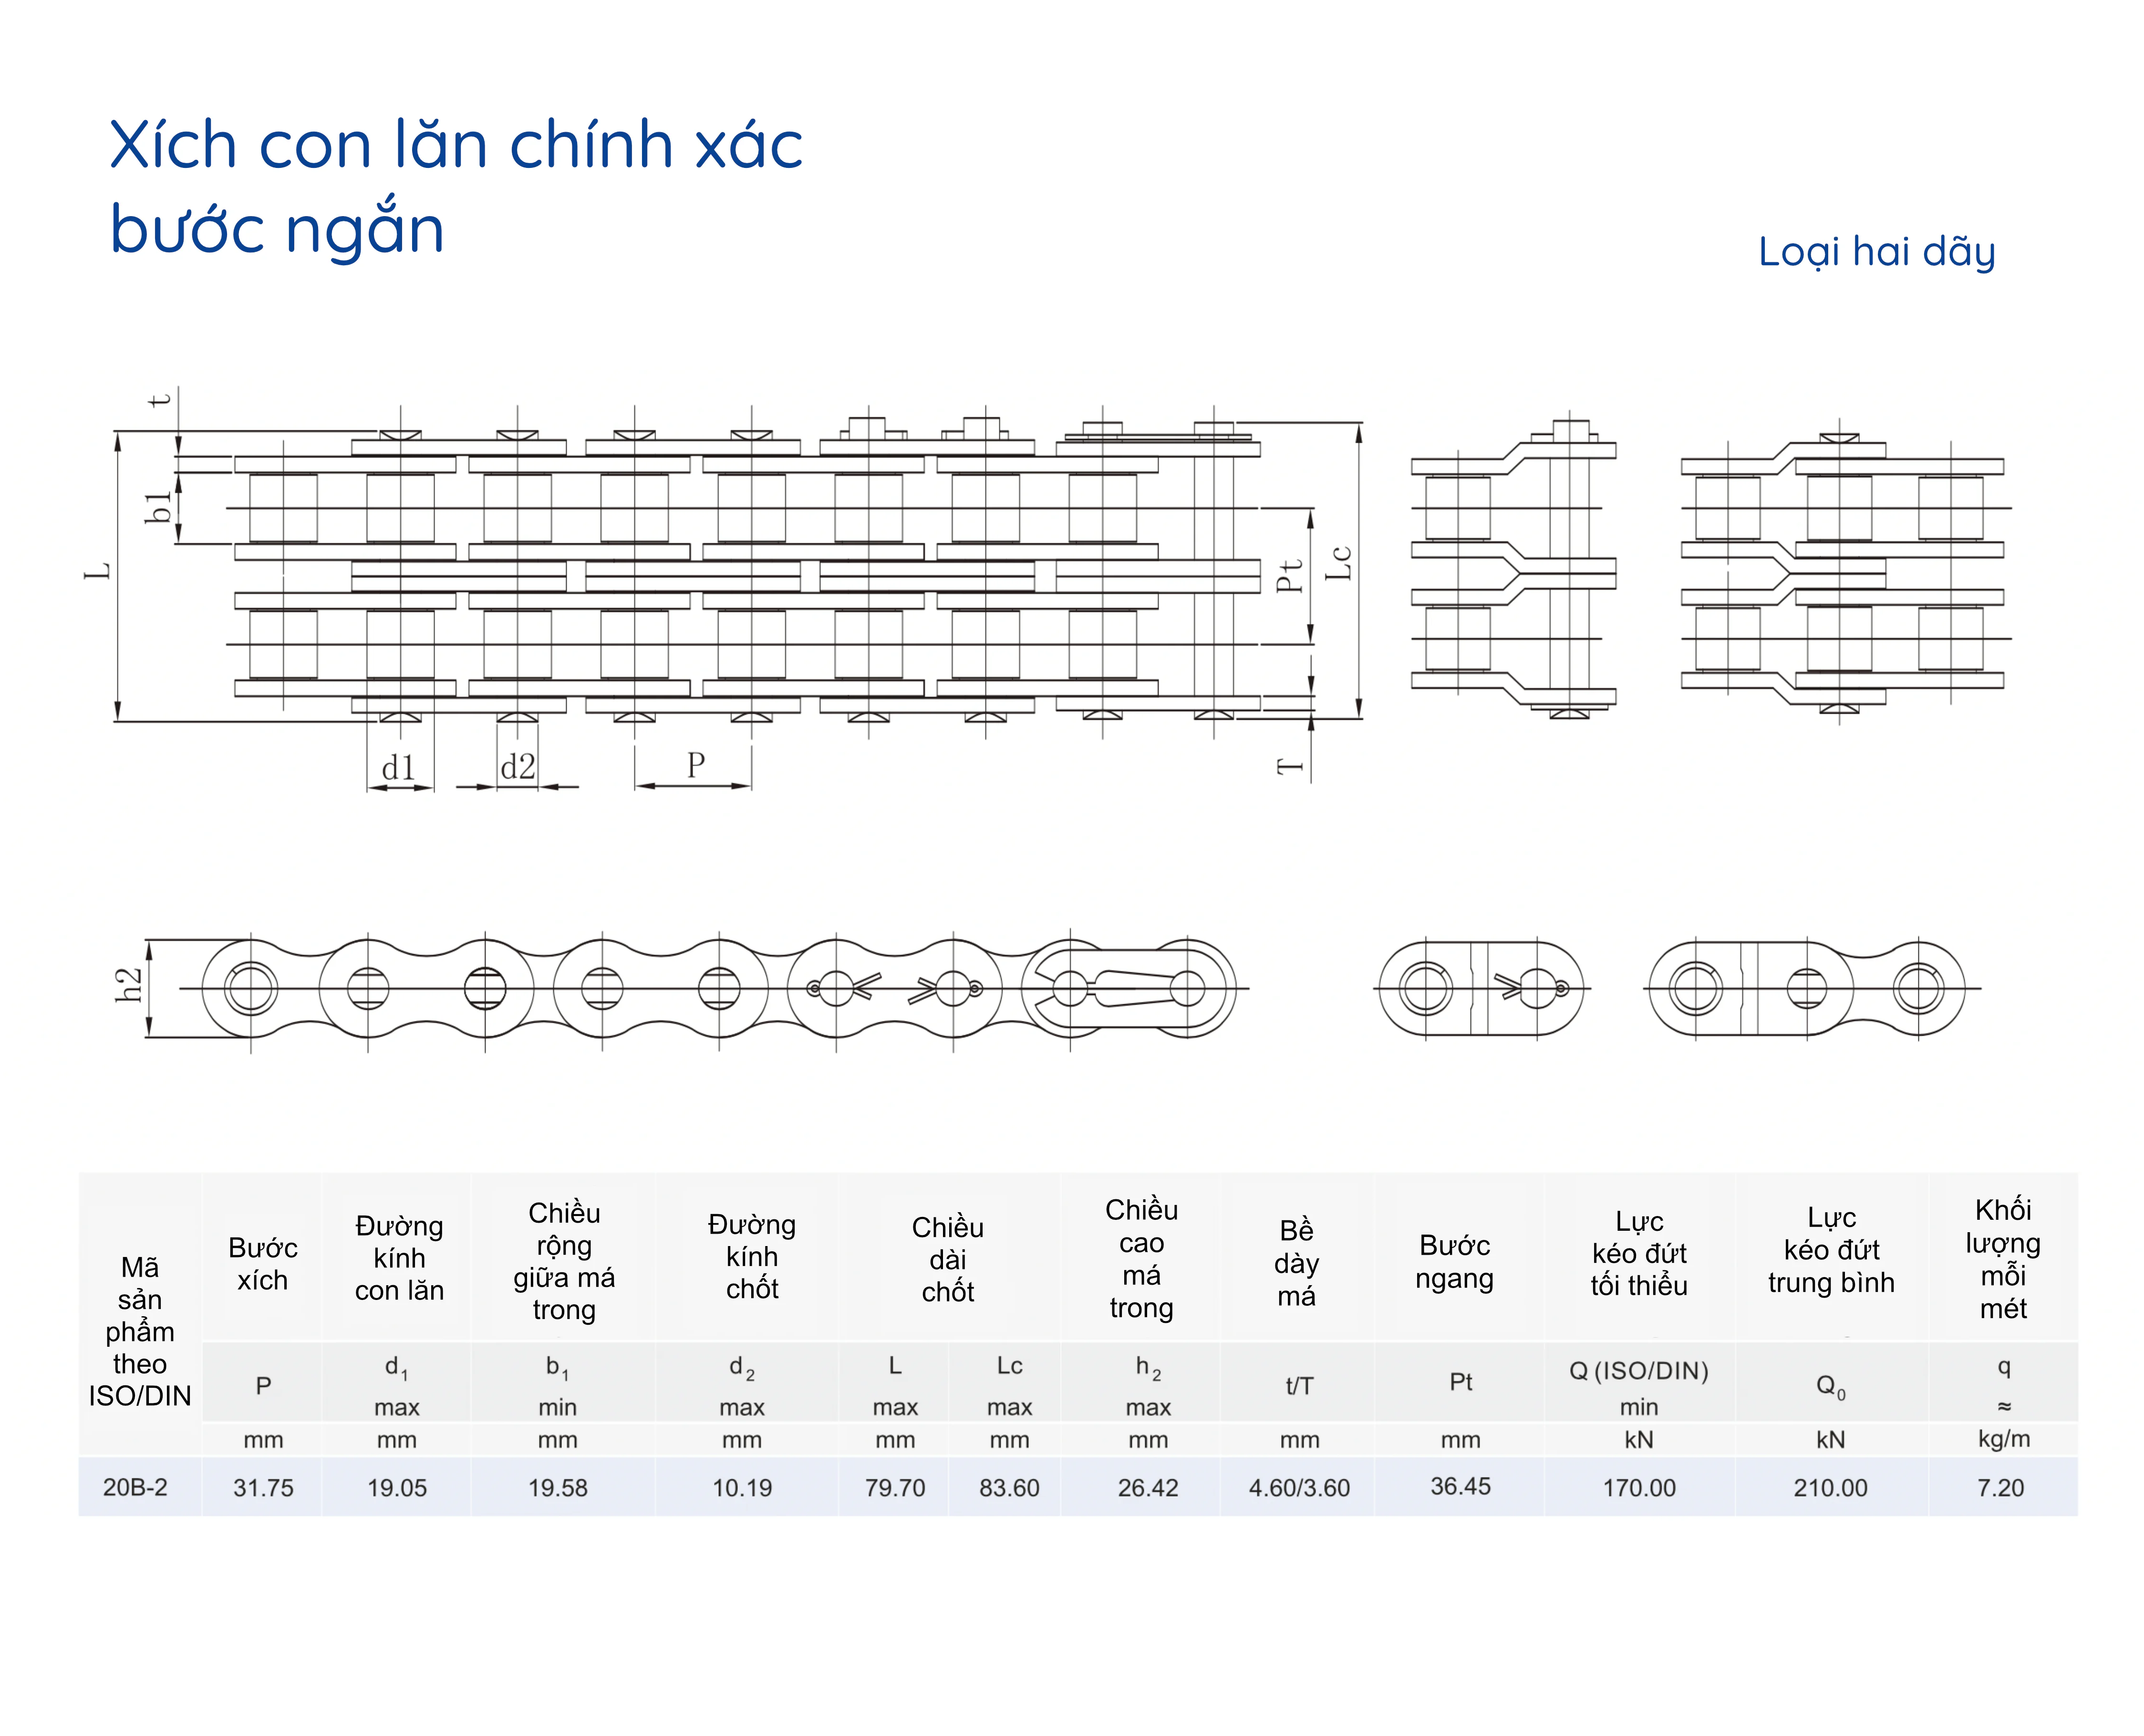 Xích con lăn chính xác
bước ngắn
Loại hai dãy
t
b1
L
Pt
Lc
T
d1
d2
P
h2
Mã
sản
phẩm
theo
ISO/DIN
Bước
xích
Đường
kính
con lăn
Chiều
rộng
giữa má
trong
Đường
kính
chốt
Chiều
dài
chốt
Chiều
cao
má
trong
Bề
dày
má
Bước
ngang
Lực
kéo đứt
tối thiểu
Lực
kéo đứt
trung bình
Khối
lượng
mỗi
mét
P
d1
max
b1
min
d2
max
L
max
Lc
max
h2
max
t/T
Pt
Q (ISO/DIN)
min
Q0
q
≈
mm mm mm mm mm mm mm mm mm kN kN kg/m
20B-2 31.75 19.05 19.58 10.19 79.70 83.60 26.42 4.60/3.60 36.45 170.00 210.00 7.20